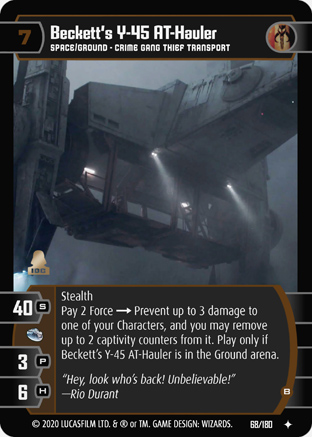 7
Beckett's Y-45 AT-Hauler
SPACE/GROUND - CRIME GANG THIEF TRANSPORT
40 S
3 P
6 H
Stealth
Pay 2 Force → Prevent up to 3 damage to
one of your Characters, and you may remove
up to 2 captivity counters from it. Play only if
Beckett's Y-45 AT-Hauler is in the Ground arena.
"Hey, look who's back! Unbelievable!"
—Rio Durant
B
© 2020 LUCASFILM LTD. & ® or TM. GAME DESIGN: WIZARDS. 68/180